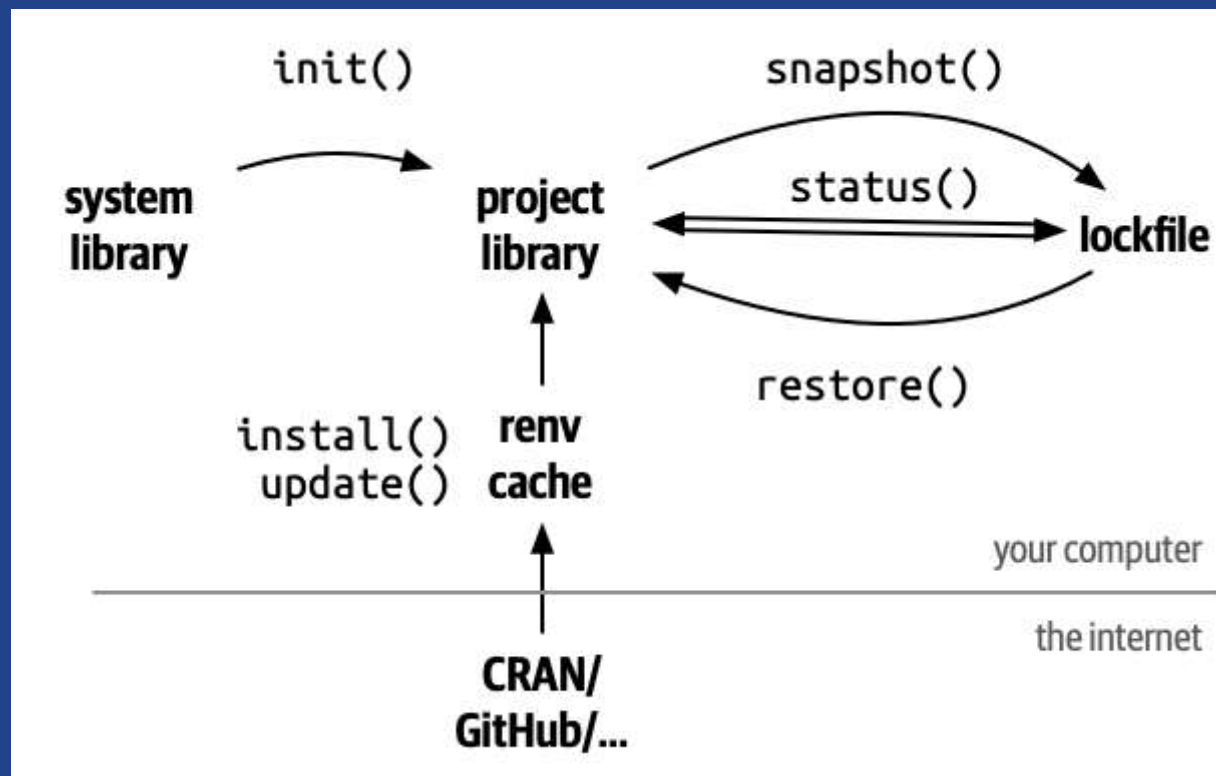 init()
snapshot()
system
library
project
library
status()
lockfile
restore()
install()
update()
renv
cache
your computer
the internet
CRAN/
GitHub/...